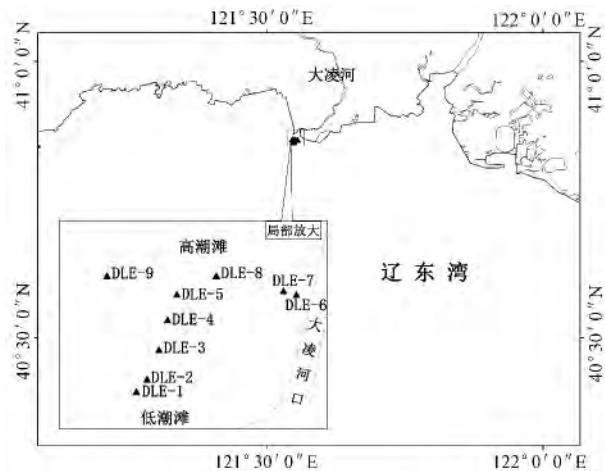 121°30′0″E
122°0′0″E
41°0′0″N
41°0′0″N
大凌河
局部放大
高潮滩
辽东湾
DLE-9
DLE-8
DLE-7
DLE-5
DLE-6
DLE-4
大凌河口
40°30′0″N
40°30′0″N
DLE-3
DLE-2
DLE-1
低潮滩
121°30′0″E
122°0′0″E